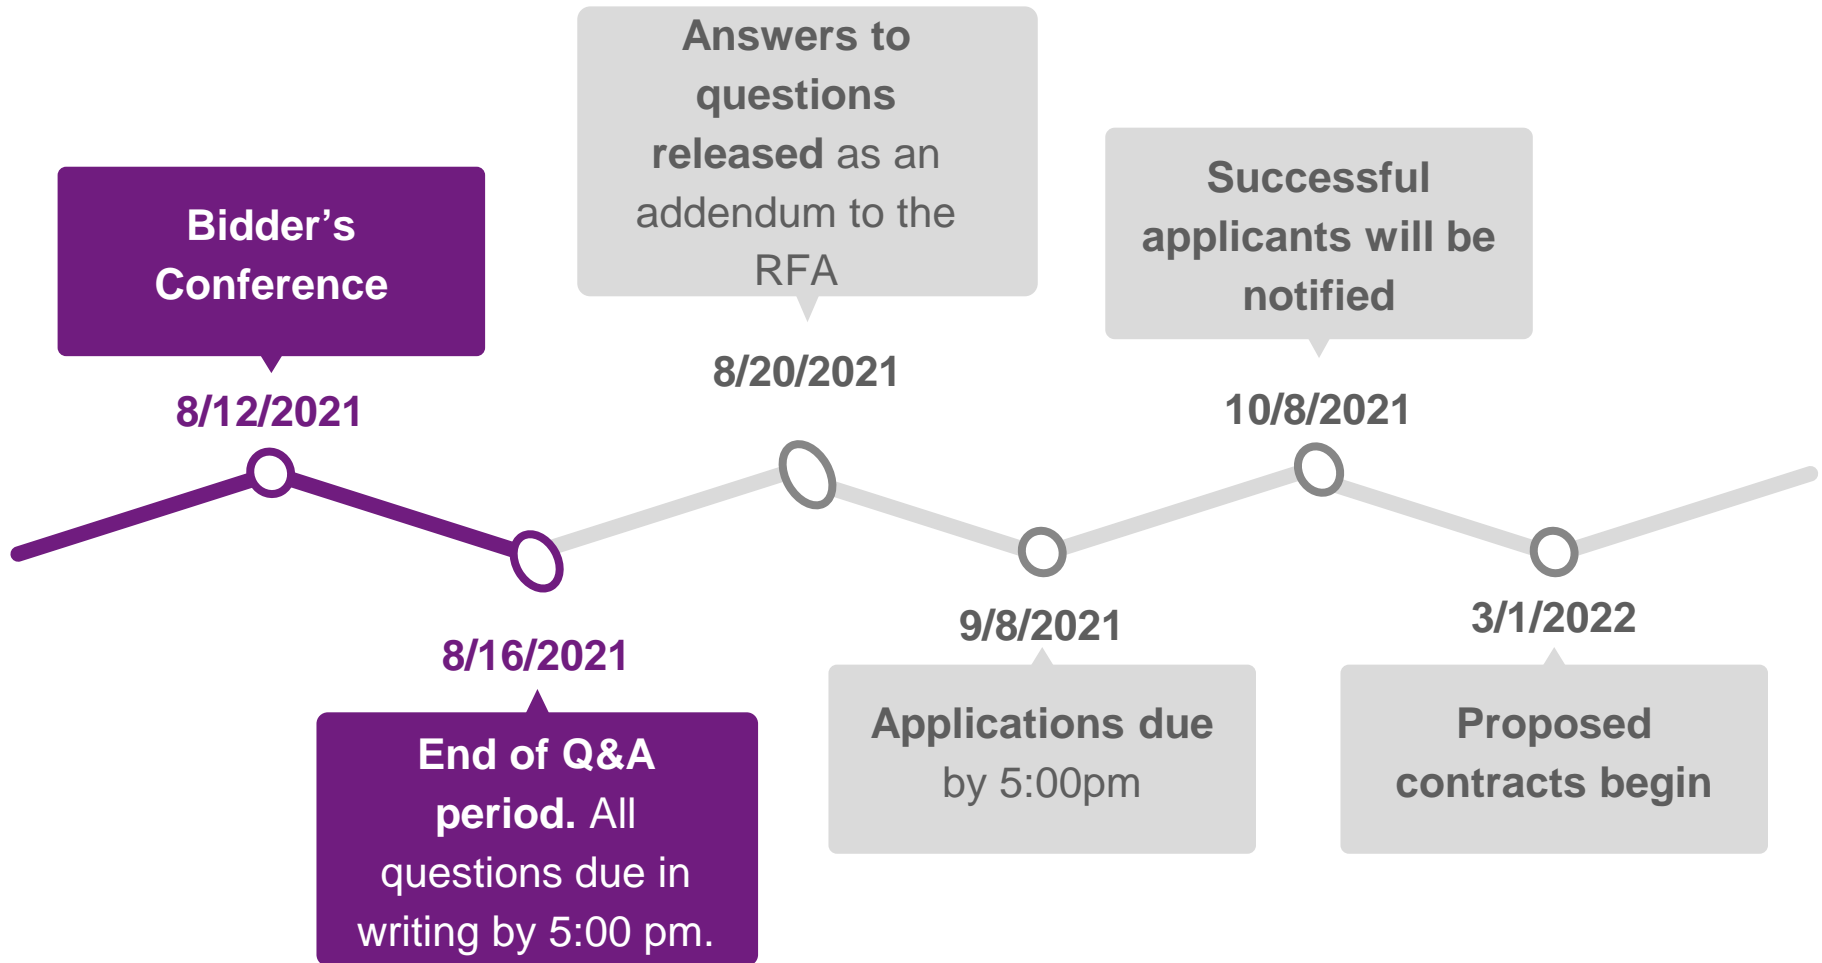 Bidder’s
Conference
8/12/2021
End of Q&A
period. All
questions due in
writing by 5:00 pm.
8/16/2021
Answers to
questions
released as an
addendum to the
RFA
8/20/2021
9/8/2021
Applications due
by 5:00pm
Successful
applicants will be
notified
10/8/2021
3/1/2022
Proposed
contracts begin